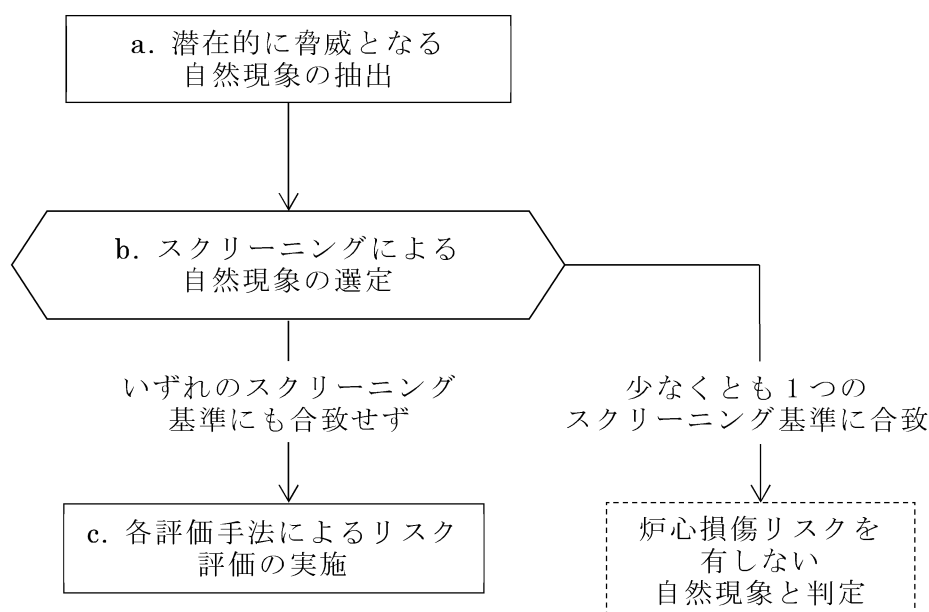 a. 潜在的に脅威となる
自然現象の抽出
b. スクリーニングによる
自然現象の選定
いずれのスクリーニング
基準にも合致せず
少なくとも1つの
スクリーニング基準に合致
c. 各評価手法によるリスク
評価の実施
炉心損傷リスクを
有しない
自然現象と判定